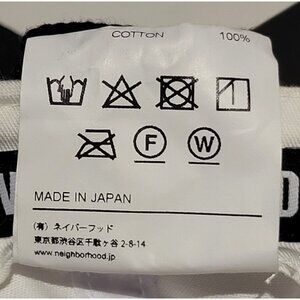 COTTON 100%
F W
MADE IN JAPAN
(有) ネイバーフッド
東京都渋谷区千駄ヶ谷 2-8-14
www.neighborhood.jp